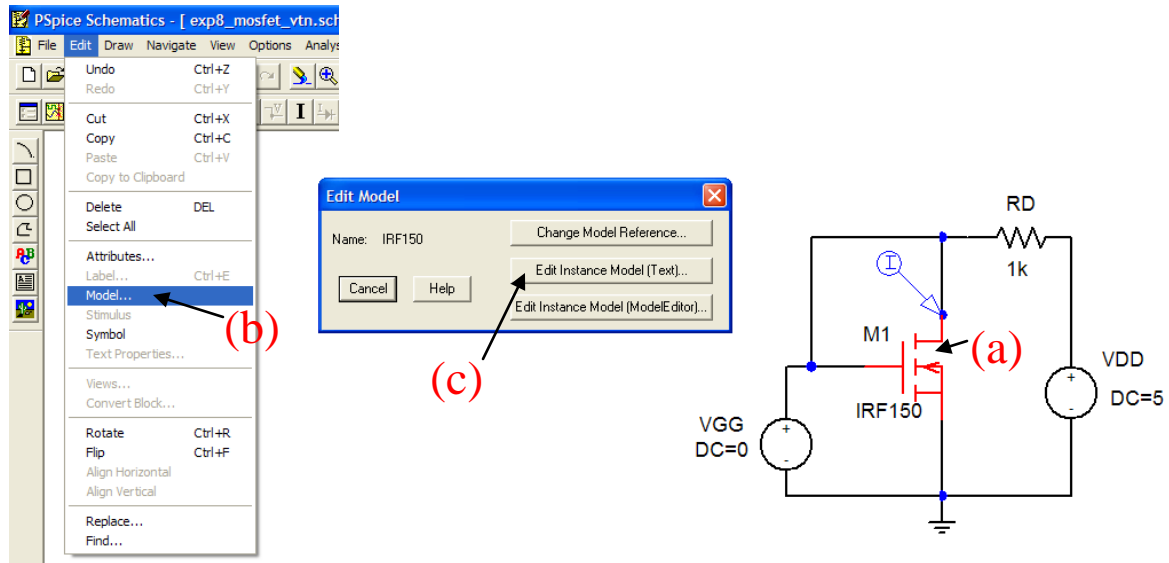 PSpice Schematics - [ exp8_mosfet_vtn.sch
File Edit Draw Navigate View Options Analys
Undo Ctrl+Z
Redo Ctrl+Y
Cut Ctrl+X
Copy Ctrl+C
Paste Ctrl+V
Copy to Clipboard
Delete DEL
Select All
Attributes...
Label... Ctrl+E
Model...
Stimulus
Symbol
Text Properties...
Views...
Convert Block...
Rotate Ctrl+R
Flip Ctrl+F
Align Horizontal
Align Vertical
Replace...
Find...
(b)
Edit Model
Name: IRF150
Change Model Reference...
Edit Instance Model (Text)...
Edit Instance Model (ModelEditor)...
Cancel Help
(c)
RD
1k
I
M1
(a)
IRF150
VDD
+
-
DC=5
VGG
DC=0
+
-